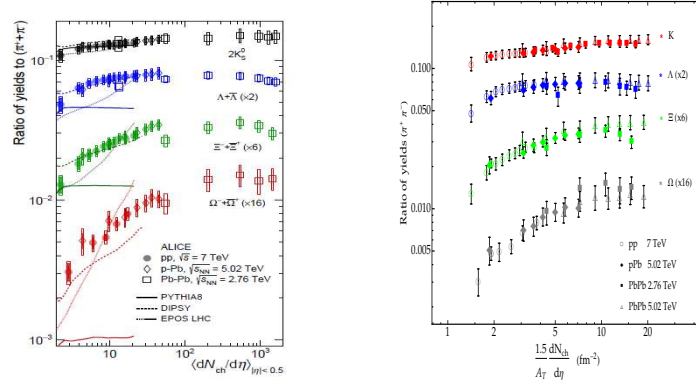 Ratio of yields to (π⁺+π⁻)
10⁻¹
10⁻²
10⁻³
2K⁰S
Λ+Λ̅ (×2)
Ξ⁻+Ξ̅⁺ (×6)
Ω⁻+Ω̅⁺ (×16)
ALICE
pp, √s = 7 TeV
p-Pb, √sNN = 5.02 TeV
Pb-Pb, √sNN = 2.76 TeV
PYTHIA8
DIPSY
EPOS LHC
10 10² 10³
⟨dNch/dη⟩|η|< 0.5
Ratio of yields (π⁺ π⁻)
0.100
0.050
0.010
0.005
K
Λ (×2)
Ξ (×6)
Ω (×16)
pp 7 TeV
pPb 5.02 TeV
PbPb 2.76 TeV
PbPb 5.02 TeV
1 2 5 10 20
1.5 dNch
AT dη (fm⁻²)